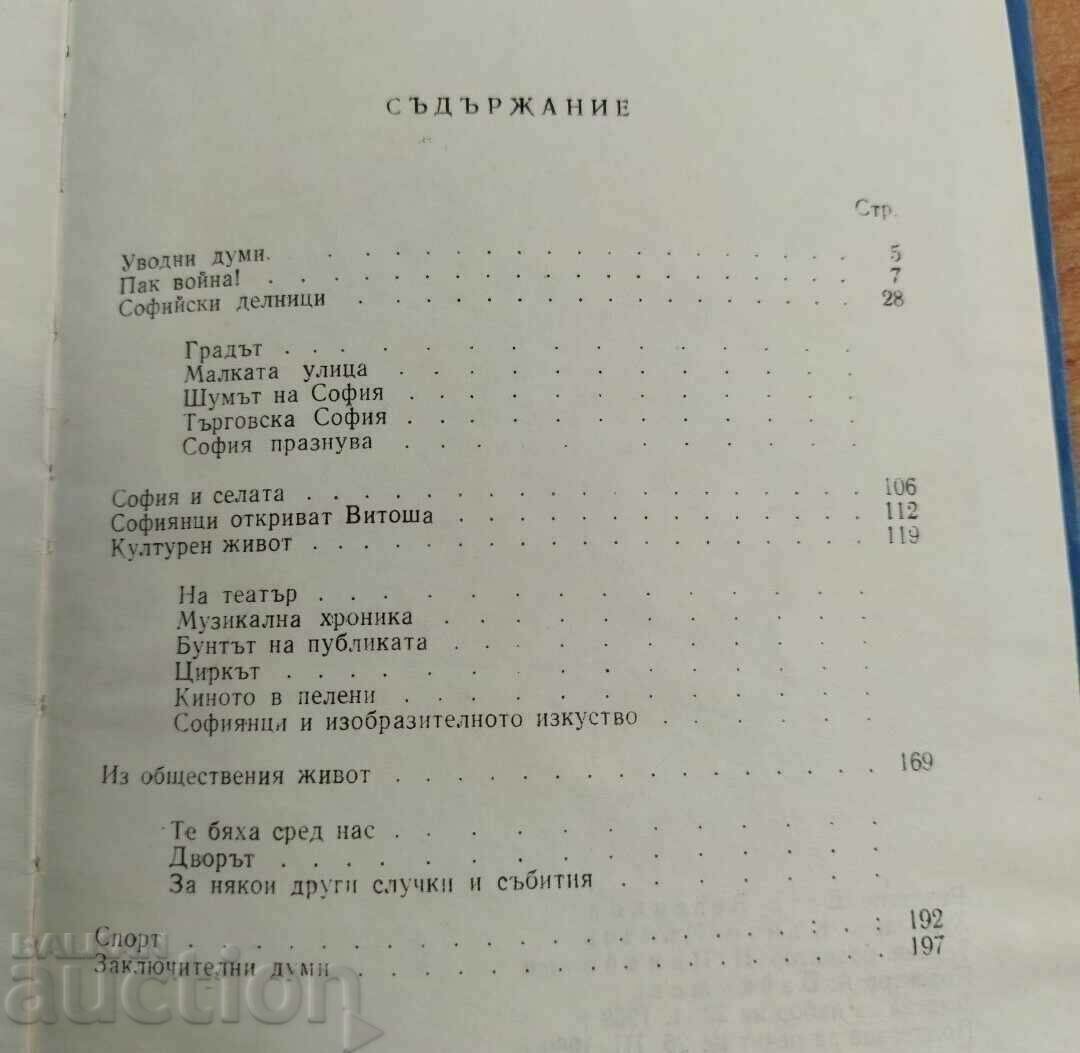 СЪДЪРЖАНИЕ
Стр.
Уводни думи. . . . . . . . . . . . . . . . . 5
Пак война! . . . . . . . . . . . . . . . . . 7
Софийски делници . . . . . . . . . . . . . . . 28
Градът . . . . . . . . . . . . .
Малката улица . . . . . . . . . . .
Шумът на София . . . . . . . . . . .
Търговска София . . . . . . . . . . .
София празнува . . . . . . . . . . .
София и селата . . . . . . . . . . . . . . . . 106
Софиянци откриват Витоша . . . . . . . . . . . . 112
Културен живот . . . . . . . . . . . . . . . . 119
На театър . . . . . . . . . . . . .
Музикална хроника . . . . . . . . . .
Бунтът на публиката . . . . . . . . . .
Циркът . . . . . . . . . . . . .
Киното в пелени . . . . . . . . . . .
Софиянци и изобразителното изкуство . . . . .
Из обществения живот . . . . . . . . . . . . . . 169
Те бяха сред нас . . . . . . . . . . .
Дворът . . . . . . . . . . . . .
За някои други случки и събития . . . . . .
Спорт . . . . . . . . . . . . . . . . . . . 192
Заключителни думи . . . . . . . . . . . . . . . 197
BALKAN
auction